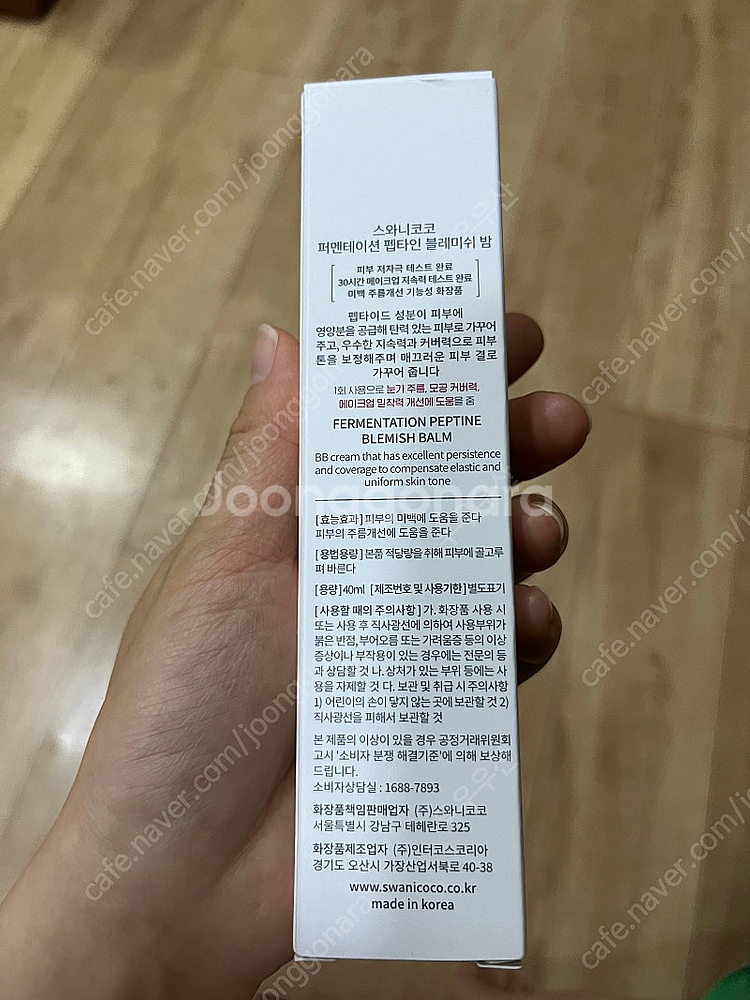 스와니코코
퍼멘테이션 펩타인 블레미쉬 밤
피부 저자극 테스트 완료
30시간 메이크업 지속력 테스트 완료
미백 주름개선 기능성 화장품
펩타이드 성분이 피부에
영양분을 공급해 탄력 있는 피부로 가꾸어
주고, 우수한 지속력과 커버력으로 피부
톤을 보정해주며 매끄러운 피부 결로
가꾸어 줍니다
1회 사용으로 눈가 주름, 모공 커버력,
메이크업 밀착력 개선에 도움을 줌
FERMENTATION PEPTINE
BLEMISH BALM
BB cream that has excellent persistence
and coverage to compensate elastic and
uniform skin tone
Joonggonara
[효능효과] 피부의 미백에 도움을 준다
피부의 주름개선에 도움을 준다
[용법용량] 본품 적당량을 취해 피부에 골고루
펴 바른다
[용량]40ml [제조번호 및 사용기한] 별도표기
[사용할 때의 주의사항] 가. 화장품 사용 시
또는 사용 후 직사광선에 의하여 사용부위가
붉은 반점, 부어오름 또는 가려움증 등의 이상
증상이나 부작용이 있는 경우에는 전문의 등
과 상담할 것 나. 상처가 있는 부위 등에는 사
용을 자제할 것 다. 보관 및 취급 시 주의사항
1) 어린이의 손이 닿지 않는 곳에 보관할 것 2)
직사광선을 피해서 보관할 것
본 제품의 이상이 있을 경우 공정거래위원회
고시 '소비자 분쟁 해결기준'에 의해 보상해
드립니다.
소비자상담실 : 1688-7893
화장품책임판매업자 (주)스와니코코
서울특별시 강남구 테헤란로 325
화장품제조업자 (주)인터코스코리아
경기도 오산시 가장산업서북로 40-38
www.swanicoco.co.kr
made in korea
cafe.naver.com/joonggonara
cafe.naver.com/joonggonara
cafe.naver.com
cafe.naver.com
cafe.naver.com